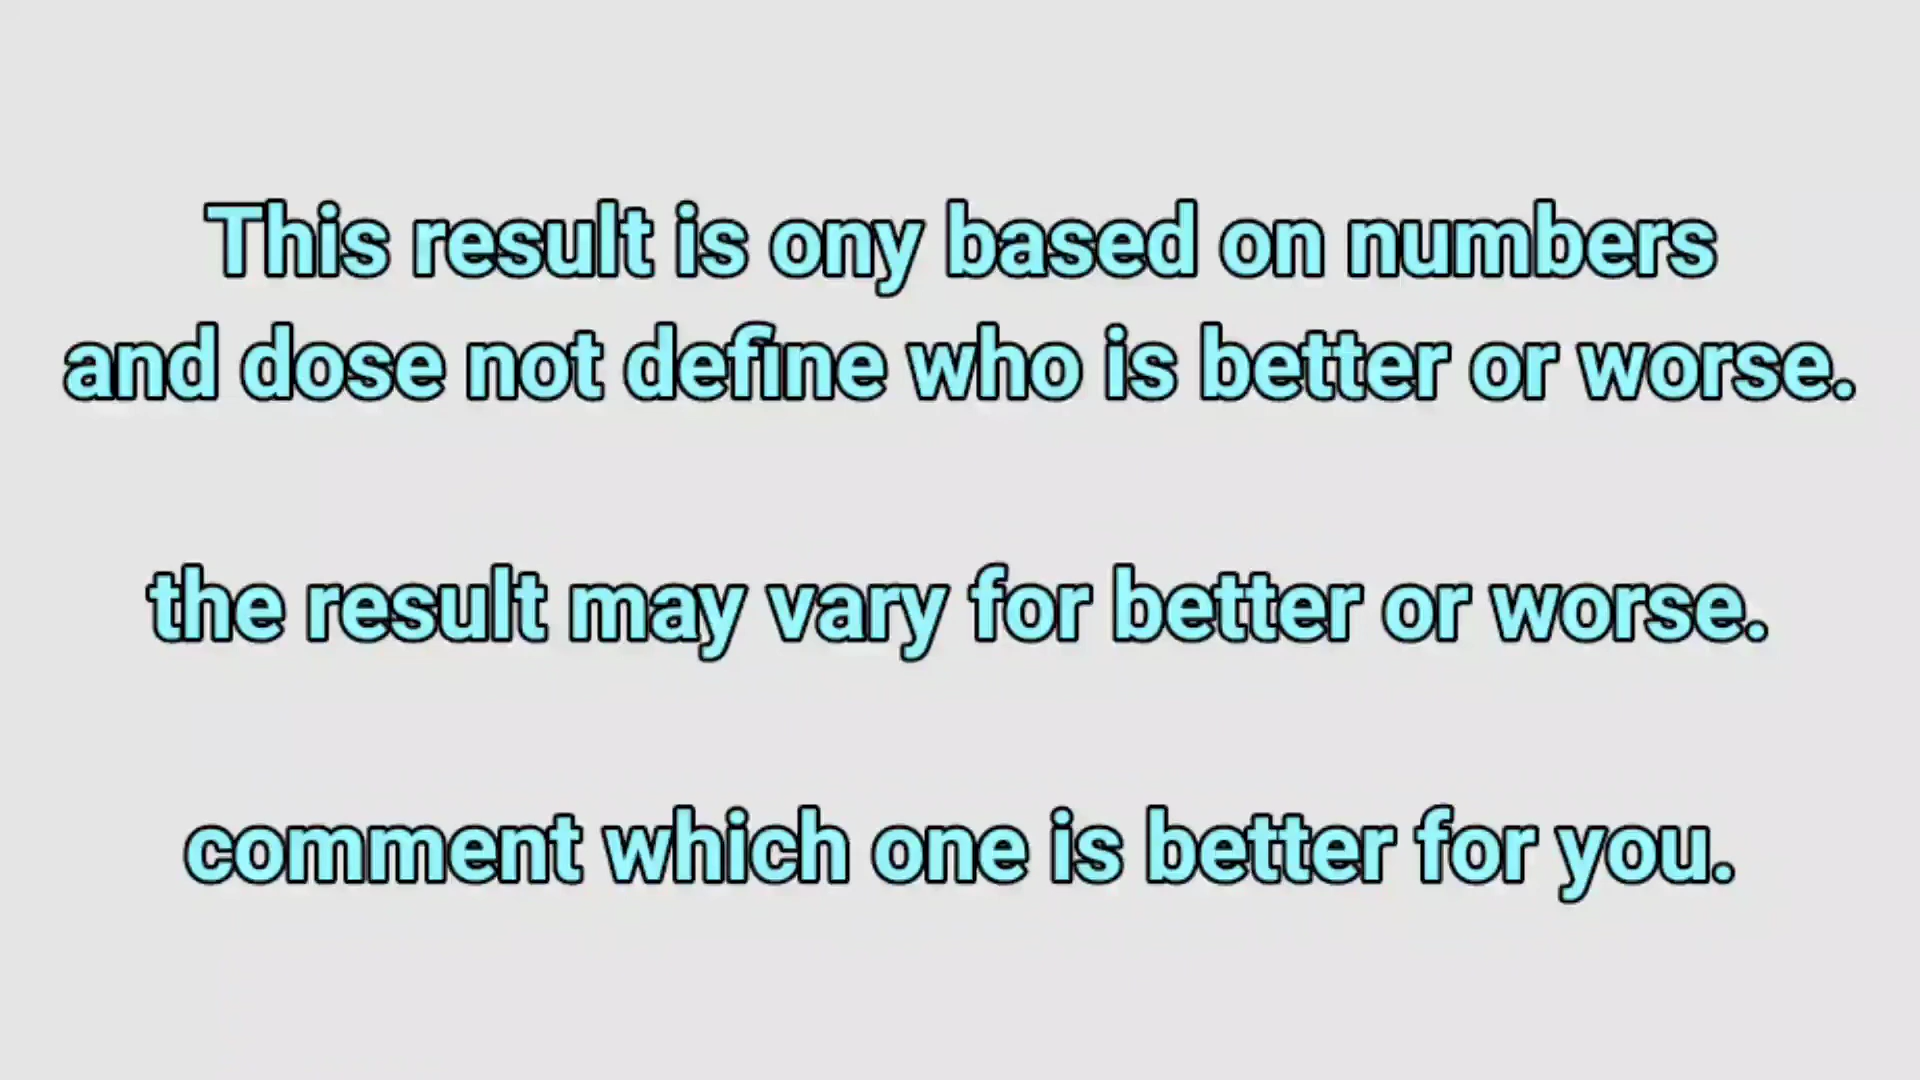 This result is ony based on numbers
and dose not define who is better or worse.
the result may vary for better or worse.
comment which one is better for you.